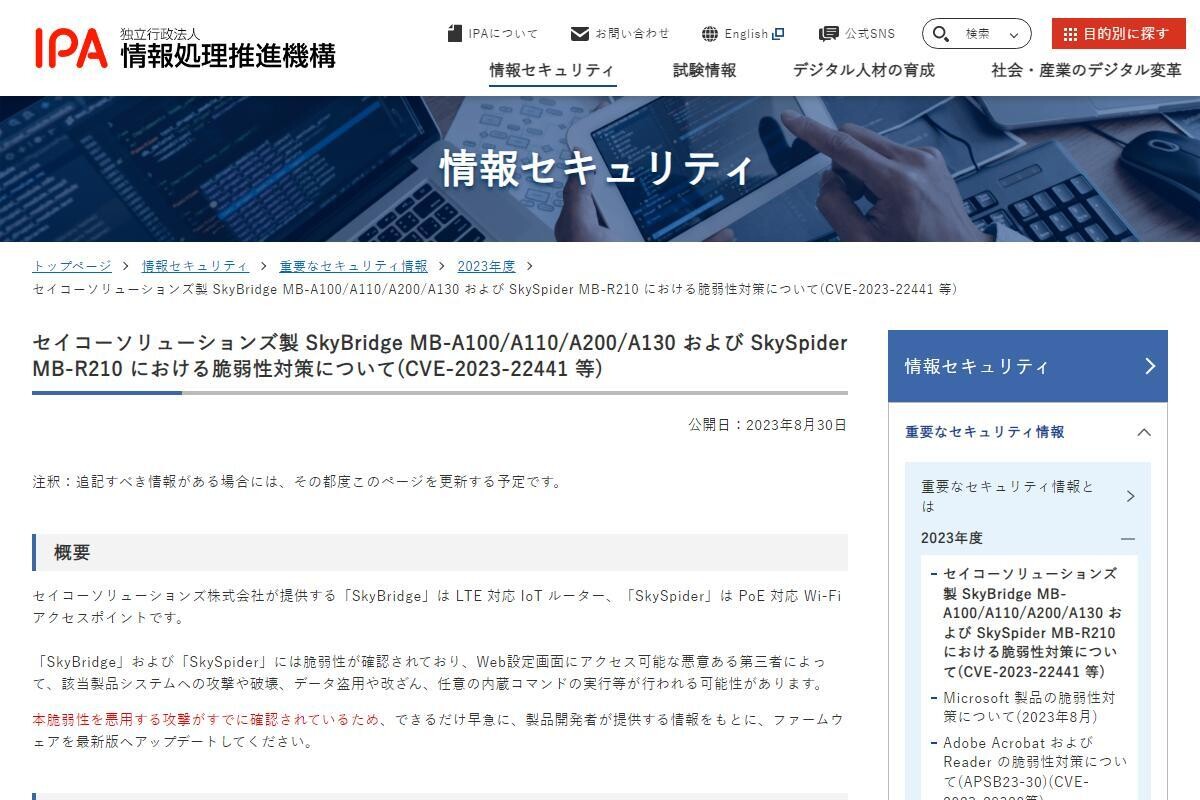 IPA 独立行政法人
情報処理推進機構
IPAについて お問い合わせ English 公式SNS 検索 目的別に探す
情報セキュリティ 試験情報 デジタル人材の育成 社会・産業のデジタル変革
情報セキュリティ
トップページ 情報セキュリティ 重要なセキュリティ情報 2023年度
セイコーソリューションズ製 SkyBridge MB-A100/A110/A200/A130 および SkySpider MB-R210 における脆弱性対策について(CVE-2023-22441 等)
セイコーソリューションズ製 SkyBridge MB-A100/A110/A200/A130 および SkySpider
MB-R210 における脆弱性対策について(CVE-2023-22441 等)
公開日：2023年8月30日
注釈：追記すべき情報がある場合には、その都度このページを更新する予定です。
概要
セイコーソリューションズ株式会社が提供する「SkyBridge」は LTE 対応 IoT ルーター、「SkySpider」は PoE 対応 Wi-Fi
アクセスポイントです。
「SkyBridge」および「SkySpider」には脆弱性が確認されており、Web設定画面にアクセス可能な悪意ある第三者によっ
て、該当製品システムへの攻撃や破壊、データ盗用や改ざん、任意の内蔵コマンドの実行等が行われる可能性があります。
本脆弱性を悪用する攻撃がすでに確認されているため、できるだけ早急に、製品開発者が提供する情報をもとに、ファームウ
ェアを最新版へアップデートしてください。
情報セキュリティ
重要なセキュリティ情報
重要なセキュリティ情報と
は
2023年度
セイコーソリューションズ
製 SkyBridge MB-
A100/A110/A200/A130 お
よび SkySpider MB-R210
における脆弱性対策につい
て(CVE-2023-22441 等)
Microsoft 製品の脆弱性対
策について(2023年8月)
Adobe Acrobat および
Reader の脆弱性対策につい
て(APSB23-30)(CVE-